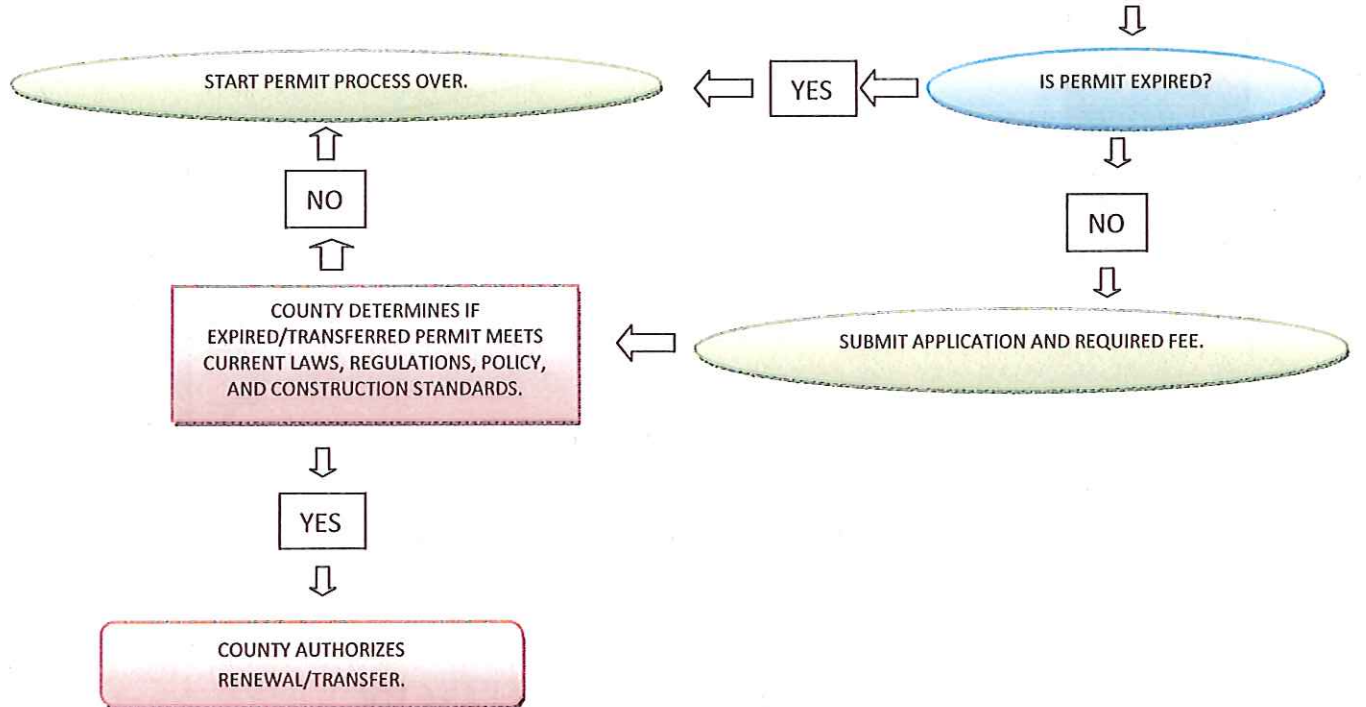 START PERMIT PROCESS OVER.
YES
IS PERMIT EXPIRED?
NO
NO
COUNTY DETERMINES IF
EXPIRED/TRANSFERRED PERMIT MEETS
CURRENT LAWS, REGULATIONS, POLICY,
AND CONSTRUCTION STANDARDS.
SUBMIT APPLICATION AND REQUIRED FEE.
YES
COUNTY AUTHORIZES
RENEWAL/TRANSFER.